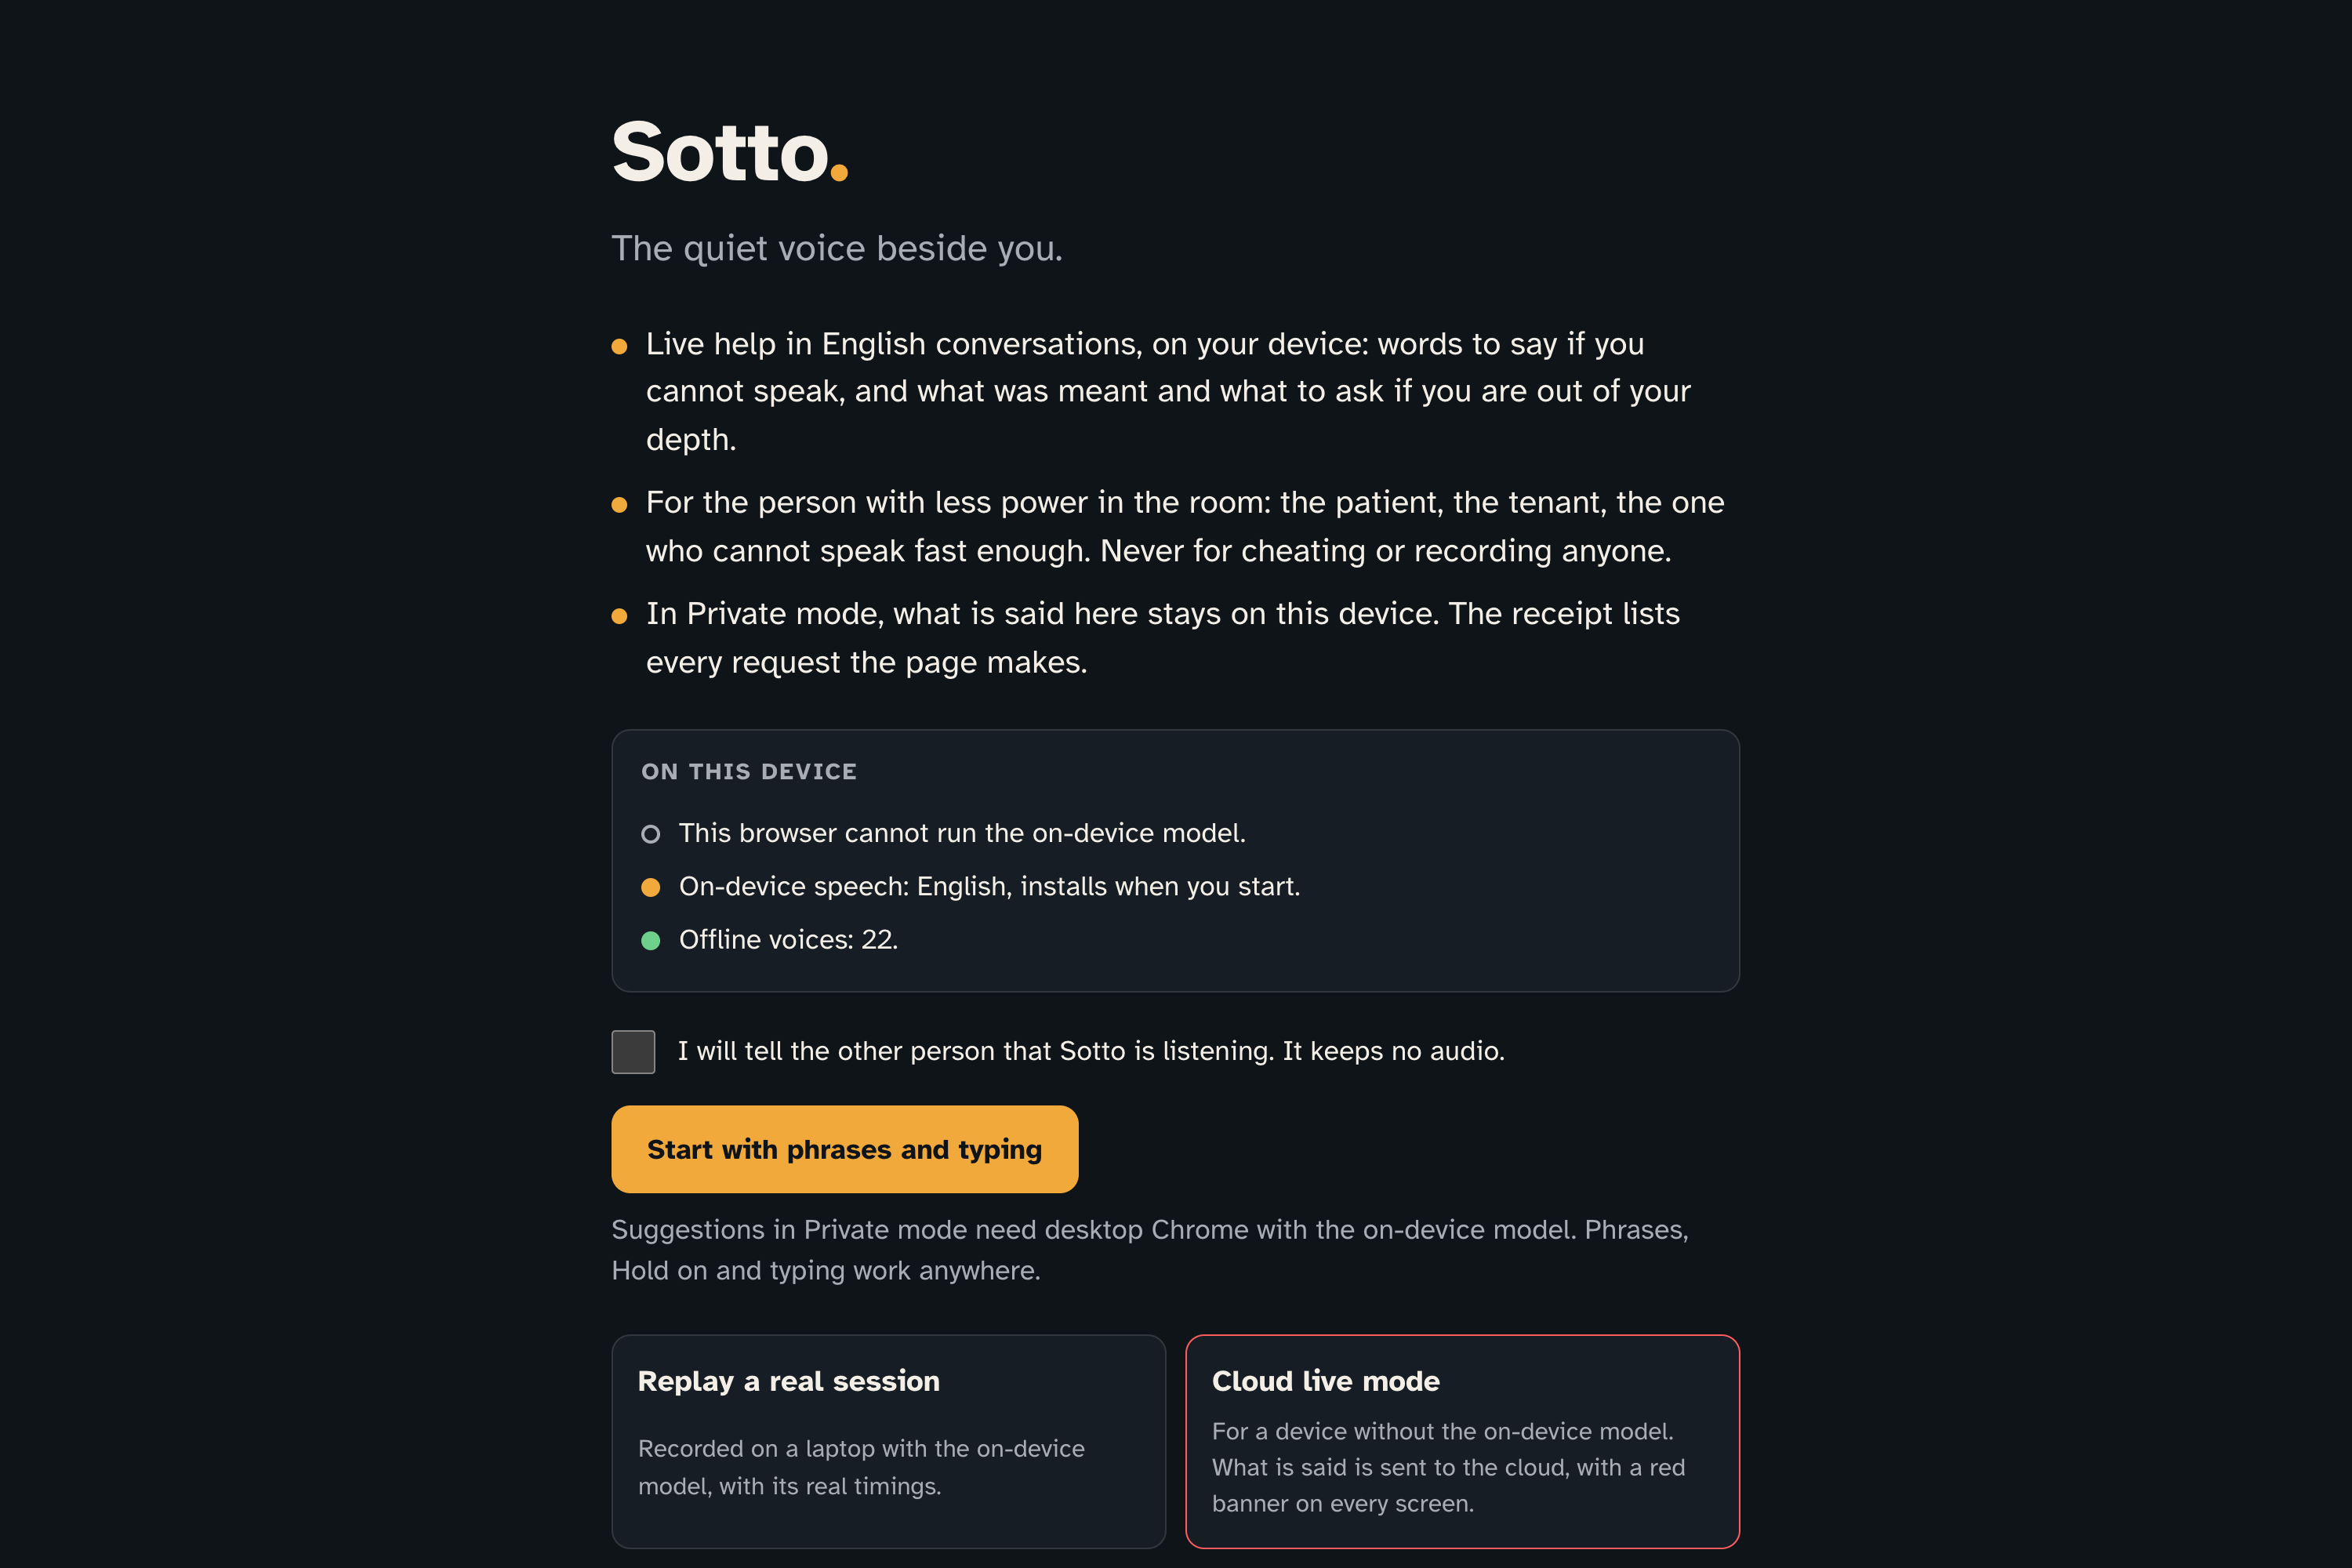 Sotto.
The quiet voice beside you.
Live help in English conversations, on your device: words to say if you
cannot speak, and what was meant and what to ask if you are out of your
depth.
For the person with less power in the room: the patient, the tenant, the one
who cannot speak fast enough. Never for cheating or recording anyone.
In Private mode, what is said here stays on this device. The receipt lists
every request the page makes.
ON THIS DEVICE
This browser cannot run the on-device model.
On-device speech: English, installs when you start.
Offline voices: 22.
I will tell the other person that Sotto is listening. It keeps no audio.
Start with phrases and typing
Suggestions in Private mode need desktop Chrome with the on-device model. Phrases,
Hold on and typing work anywhere.
Replay a real session
Recorded on a laptop with the on-device
model, with its real timings.
Cloud live mode
For a device without the on-device model.
What is said is sent to the cloud, with a red
banner on every screen.